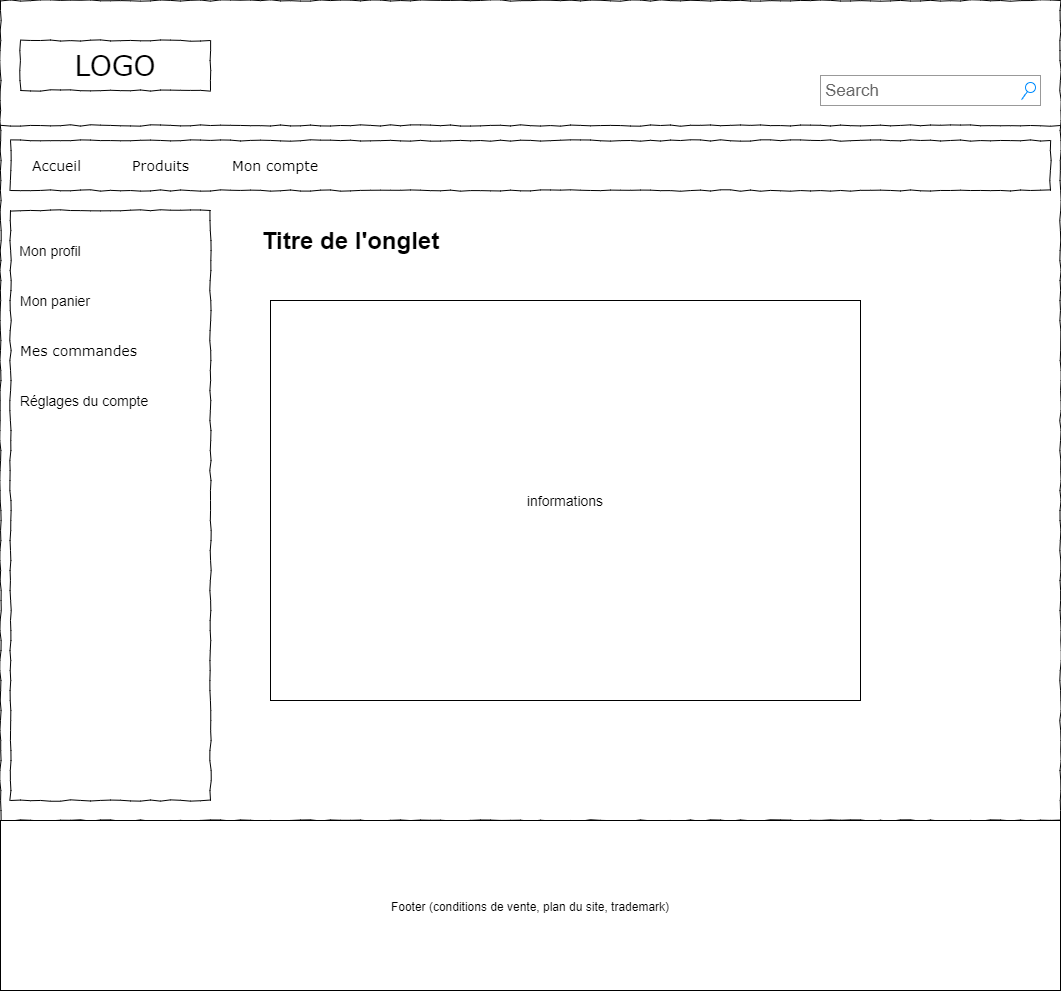 LOGO
Search
Accueil
Produits
Mon compte
Mon profil
Mon panier
Mes commandes
Réglages du compte
Titre de l'onglet
informations
Footer (conditions de vente, plan du site, trademark)